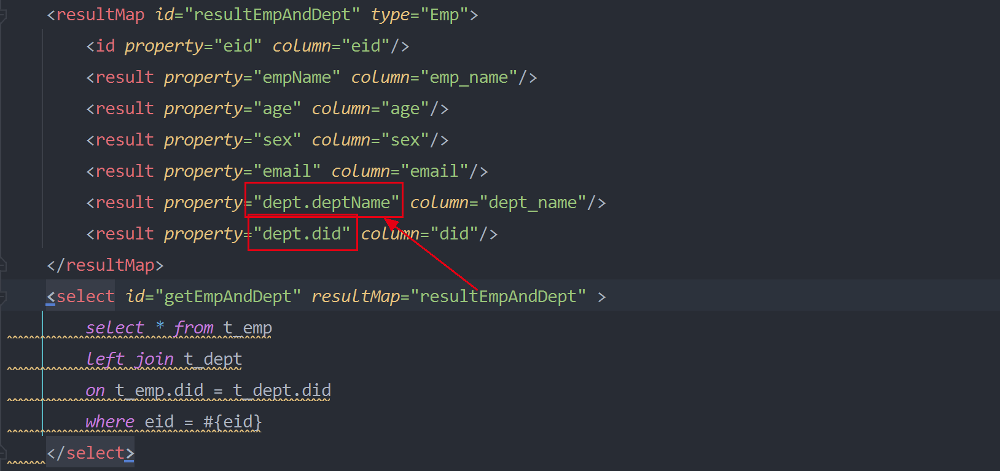 <resultMap id="resultEmpAndDept" type="Emp">
<id property="eid" column="eid"/>
<result property="empName" column="emp_name"/>
<result property="age" column="age"/>
<result property="sex" column="sex"/>
<result property="email" column="email"/>
<result property="dept.deptName" column="dept_name"/>
<result property="dept.did" column="did"/>
</resultMap>
<select id="getEmpAndDept" resultMap="resultEmpAndDept" >
select * from t_emp
left join t_dept
on t_emp.did = t_dept.did
where eid = #{eid}
</select>